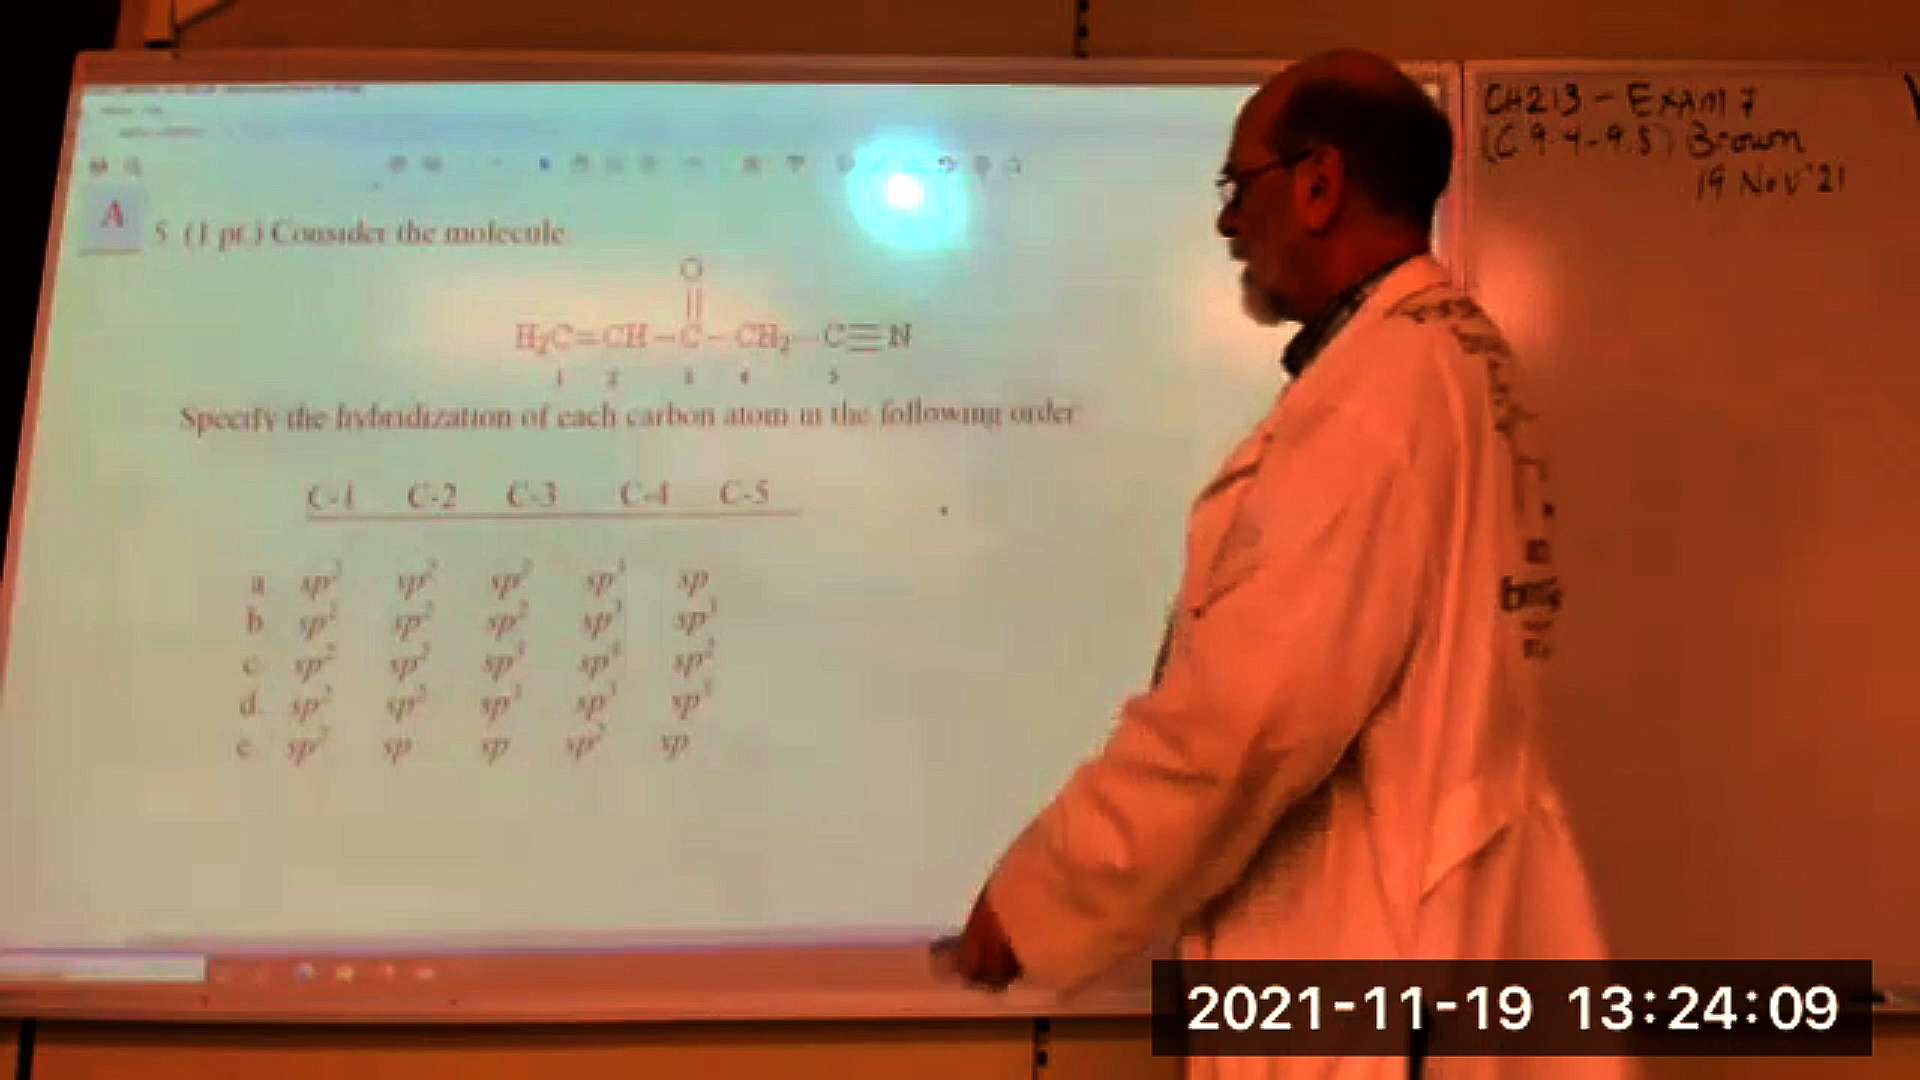 CH213 - EXAM 7
(C 9.4-9.5) Brown
19 Nov '21
A
5. (1 pt.) Consider the molecule
O
H₂C=CH-C-CH₂-C≡N
1 2 3 4 5
Specify the hybridization of each carbon atom in the following order
C-1 C-2 C-3 C-4 C-5
a sp² sp² sp² sp³ sp
b sp² sp² sp² sp³ sp³
c. sp² sp² sp³ sp³ sp²
d. sp² sp² sp³ sp³ sp³
e. sp² sp sp sp² sp
2021-11-19 13:24:09